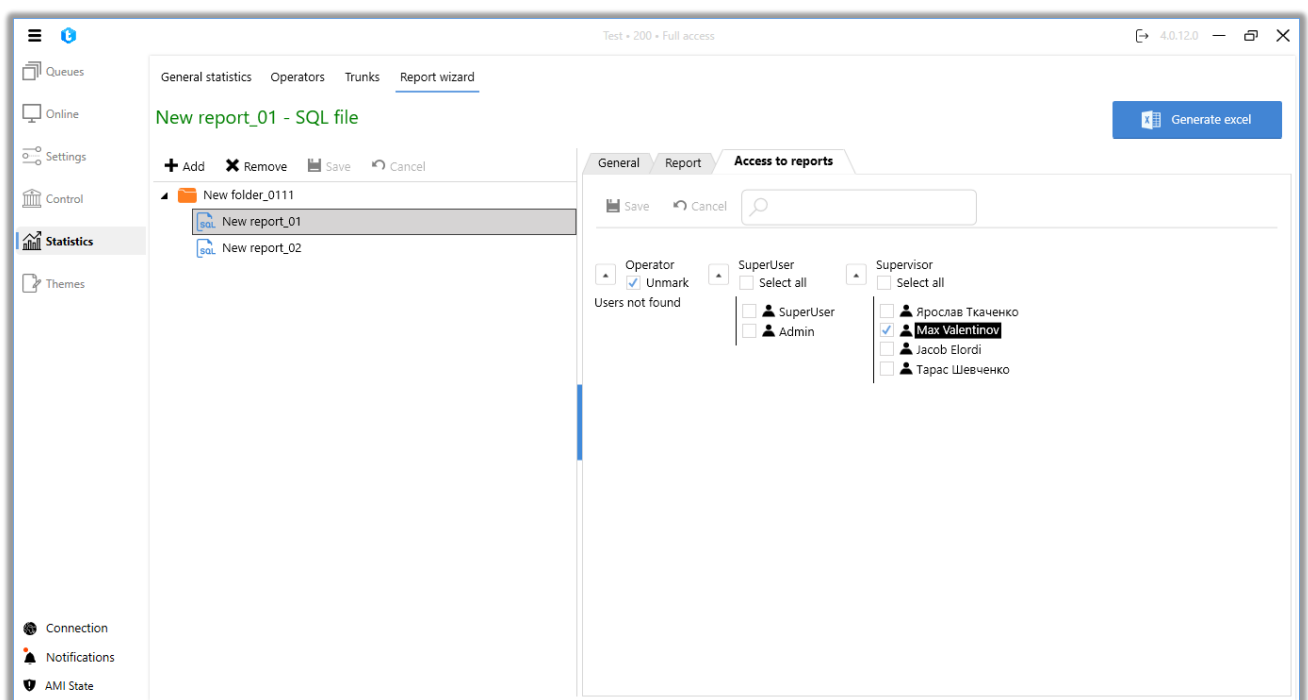 Test • 200 • Full access
4.0.12.0
Queues
Online
Settings
Control
Statistics
Themes
Connection
Notifications
AMI State
General statistics Operators Trunks Report wizard
New report_01 - SQL file
Generate excel
Add Remove Save Cancel
New folder_0111
SQL New report_01
SQL New report_02
General Report Access to reports
Save Cancel
Operator SuperUser Supervisor
Unmark Select all Select all
Users not found
SuperUser
Admin
Ярослав Ткаченко
Max Valentinov
Jacob Elordi
Тарас Шевченко